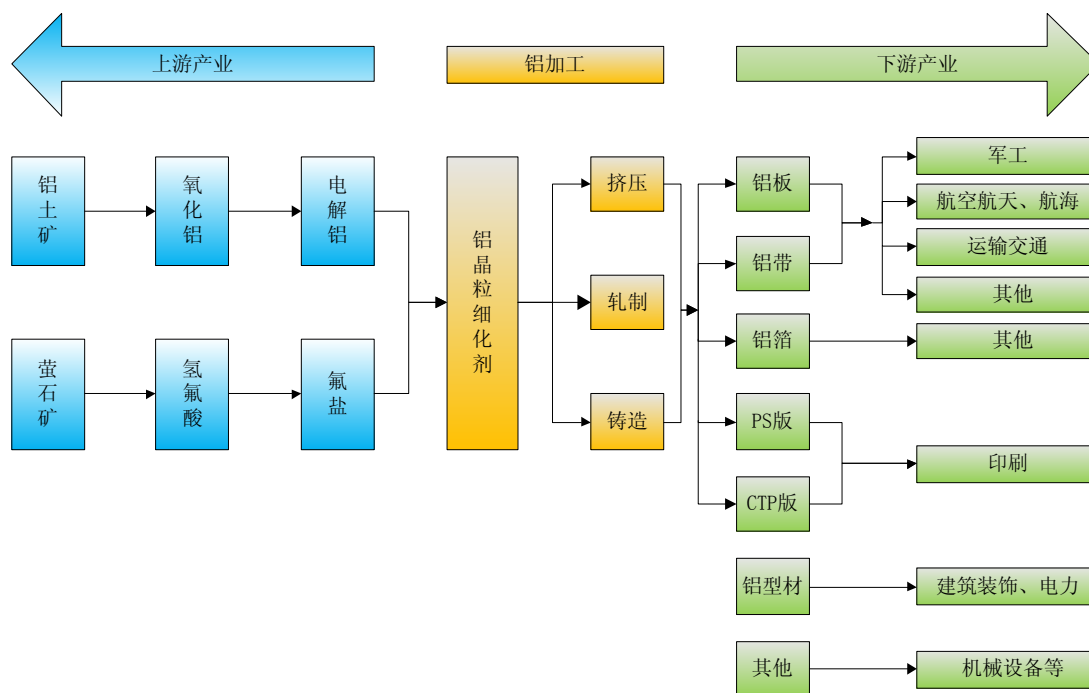 上游产业
铝加工
下游产业
铝土矿
氧化铝
电解铝
萤石矿
氢氟酸
氟盐
铝晶粒细化剂
挤压
轧制
铸造
铝板
铝带
铝箔
PS版
CTP版
铝型材
其他
军工
航空航天、航海
运输交通
其他
其他
印刷
建筑装饰、电力
机械设备等